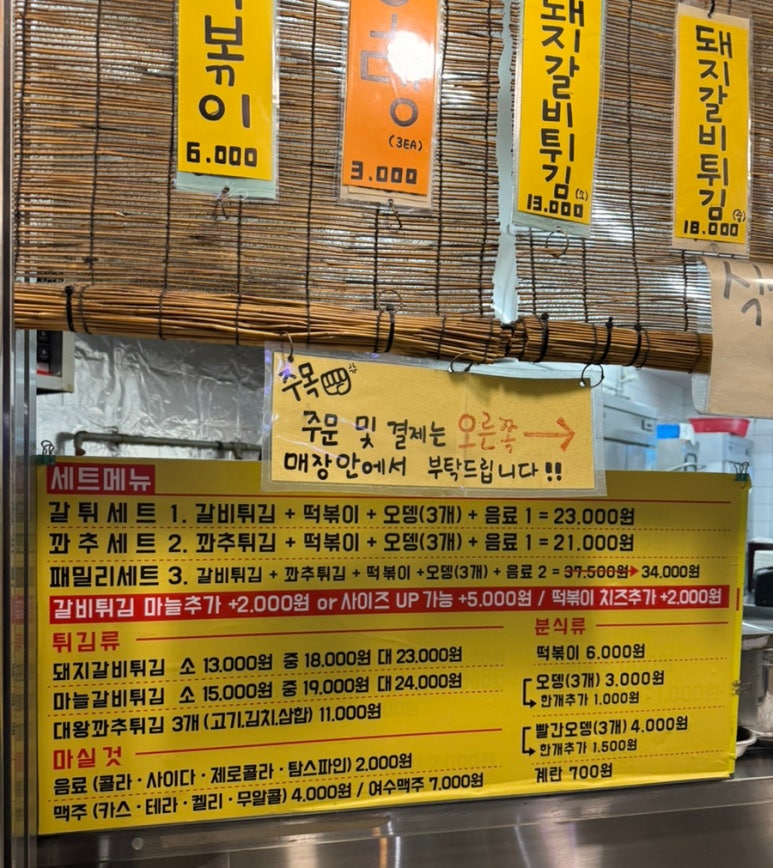 볶이
6.000
(3EA)
3.000
돼지갈비튀김(소)
13.000
돼지갈비튀김(중)
18.000
주목
주문 및 결제는 오른쪽 →
매장안에서 부탁드립니다!!
세트메뉴
갈튀세트 1. 갈비튀김 + 떡볶이 + 오뎅(3개) + 음료 1 = 23.000원
꽈추세트 2. 꽈추튀김 + 떡볶이 + 오뎅(3개) + 음료 1 = 21.000원
패밀리세트 3. 갈비튀김 + 꽈추튀김 + 떡볶이 +오뎅(3개) + 음료 2 = 37.500원 → 34.000원
갈비튀김 마늘추가 +2.000원 or 사이즈 UP 가능 +5.000원 / 떡볶이 치즈추가 +2.000원
튀김류
돼지갈비튀김 소 13.000원 중 18.000원 대 23.000원
마늘갈비튀김 소 15.000원 중 19.000원 대 24.000원
대왕꽈추튀김 3개 (고기,김치,삼합) 11.000원
마실 것
음료 (콜라·사이다·제로콜라·탐스파인) 2.000원
맥주 (카스·테라·켈리·무알콜) 4.000원 / 여수맥주 7.000원
분식류
떡볶이 6.000원
오뎅(3개) 3.000원
한개추가 1.000원
빨간오뎅(3개) 4.000원
한개추가 1.500원
계란 700원